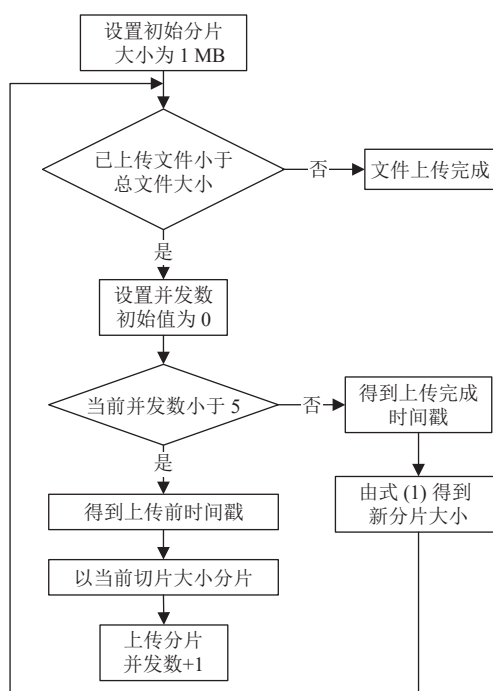 设置初始分片
大小为 1 MB
已上传文件小于
总文件大小
否
文件上传完成
是
设置并发数
初始值为 0
当前并发数小于 5
否
得到上传完成
时间戳
是
得到上传前时间戳
由式 (1) 得到
新分片大小
以当前切片大小分片
上传分片
并发数+1